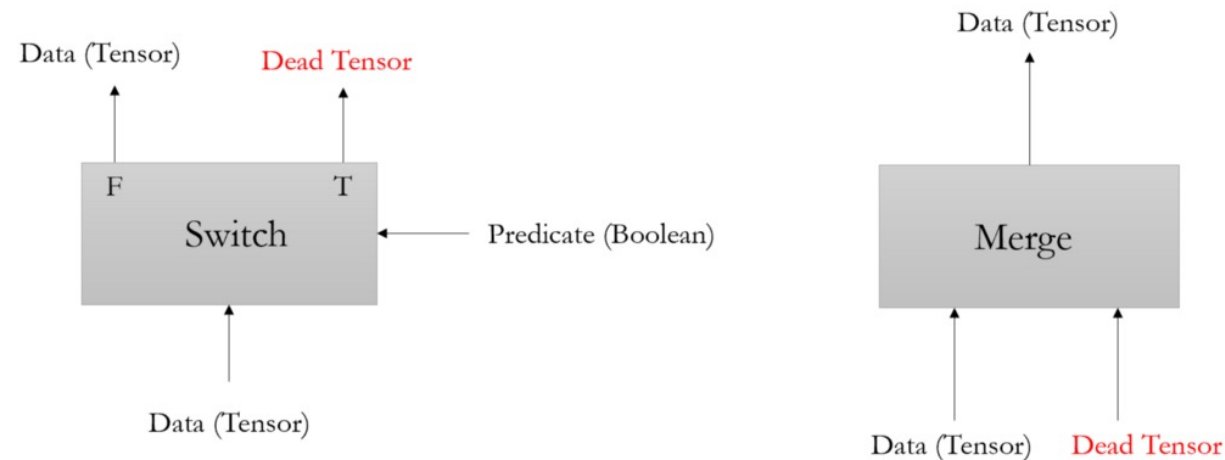 Data (Tensor)
Dead Tensor
F
T
Switch
Predicate (Boolean)
Data (Tensor)
Data (Tensor)
Merge
Data (Tensor)
Dead Tensor